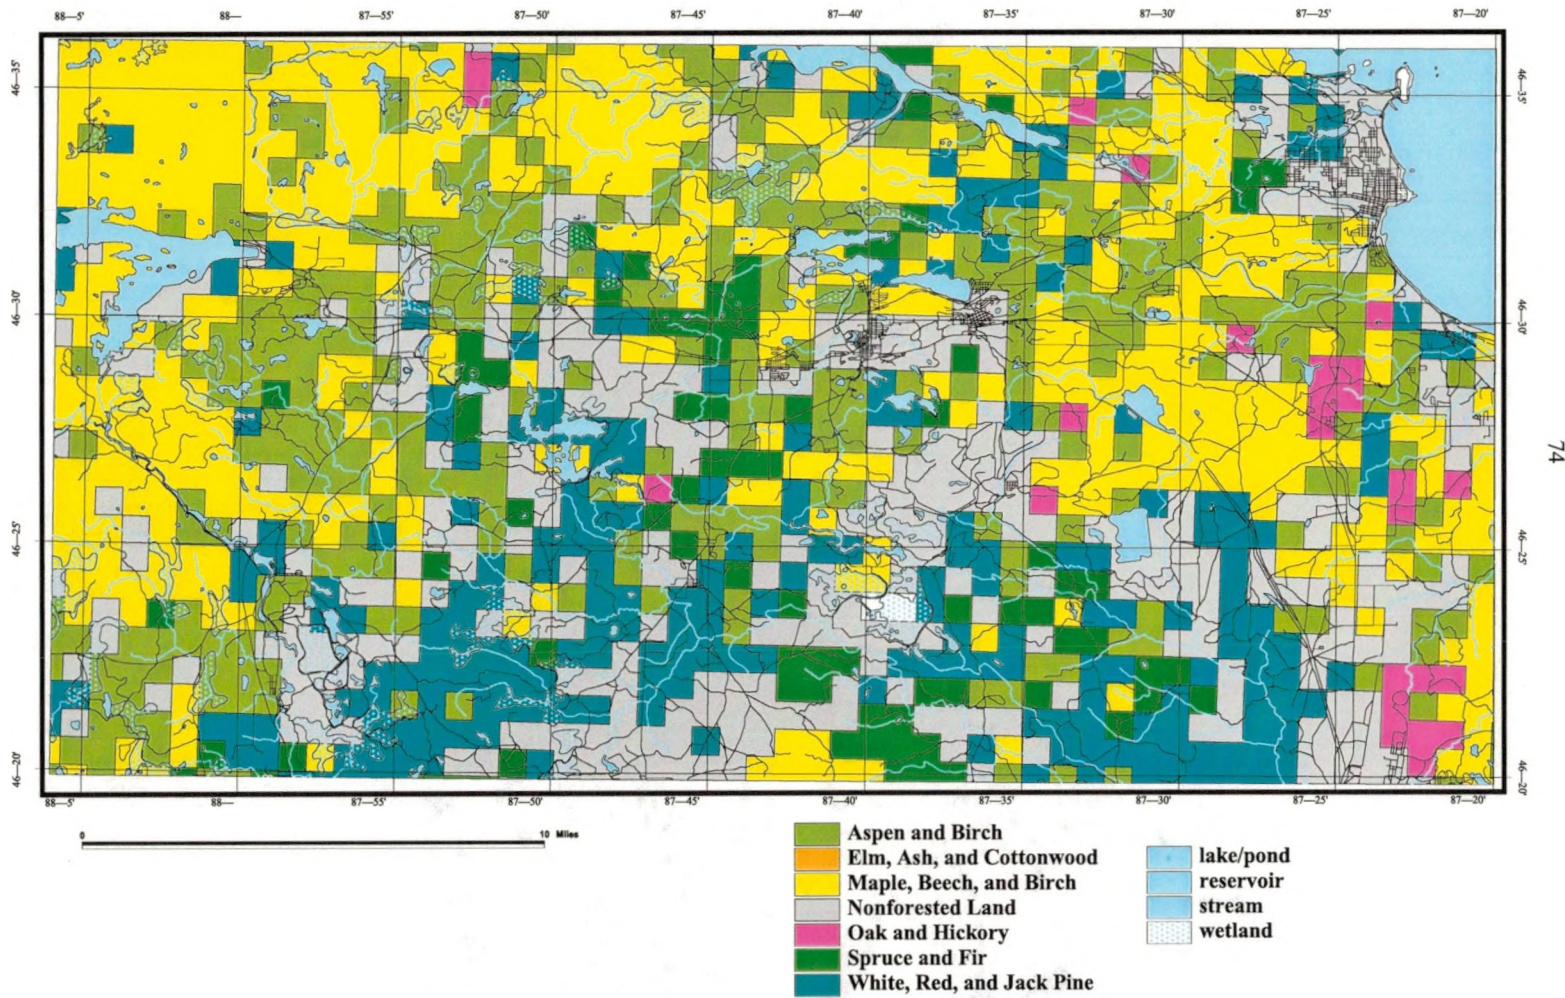 88—5' 88— 87—55' 87—50' 87—45' 87—40' 87—35' 87—30' 87—25' 87—20'
46—35' 46—35'
46—30' 46—30'
74
46—25' 46—25'
46—20' 46—20'
88—5' 88— 87—55' 87—50' 87—45' 87—40' 87—35' 87—30' 87—25' 87—20'
0 10 Miles
Aspen and Birch
Elm, Ash, and Cottonwood
Maple, Beech, and Birch
Nonforested Land
Oak and Hickory
Spruce and Fir
White, Red, and Jack Pine
lake/pond
reservoir
stream
wetland